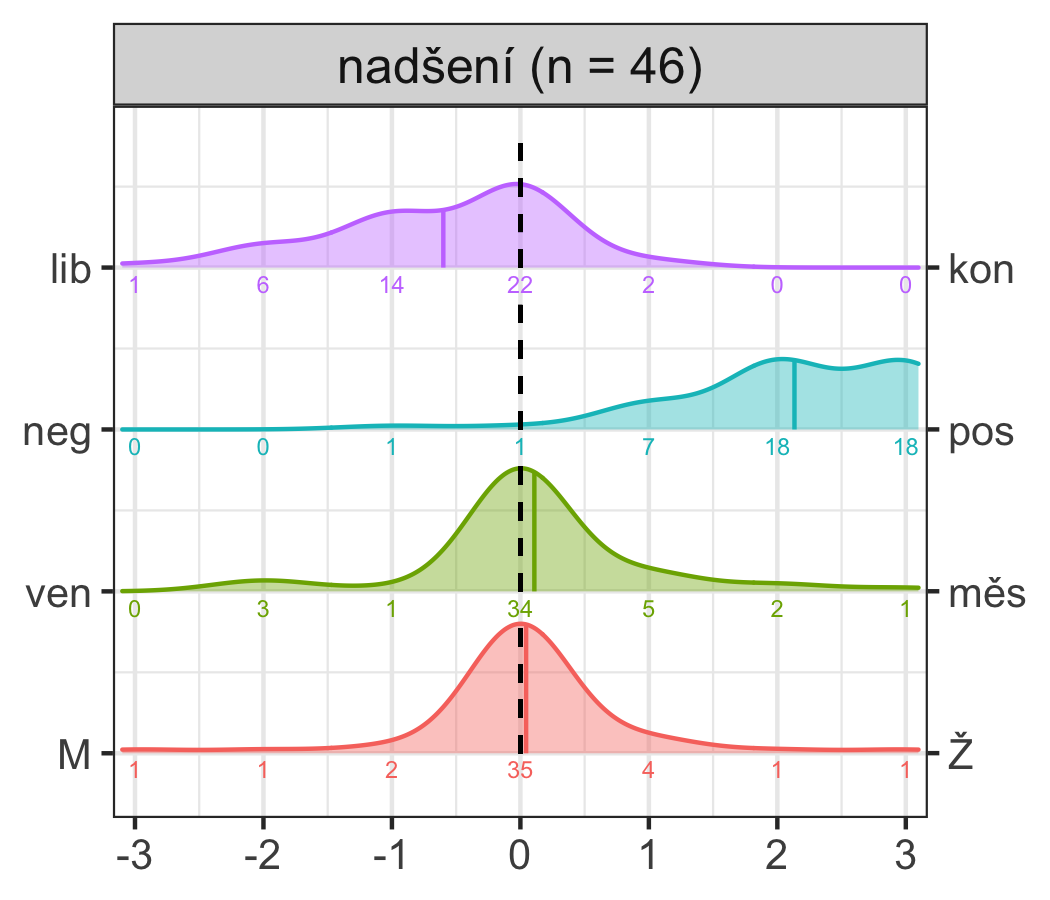 nadšení (n = 46)
lib kon
1 6 14 22 2 0 0
neg pos
0 0 1 1 7 18 18
ven měs
0 3 1 34 5 2 1
M Ž
1 1 2 35 4 1 1
-3 -2 -1 0 1 2 3